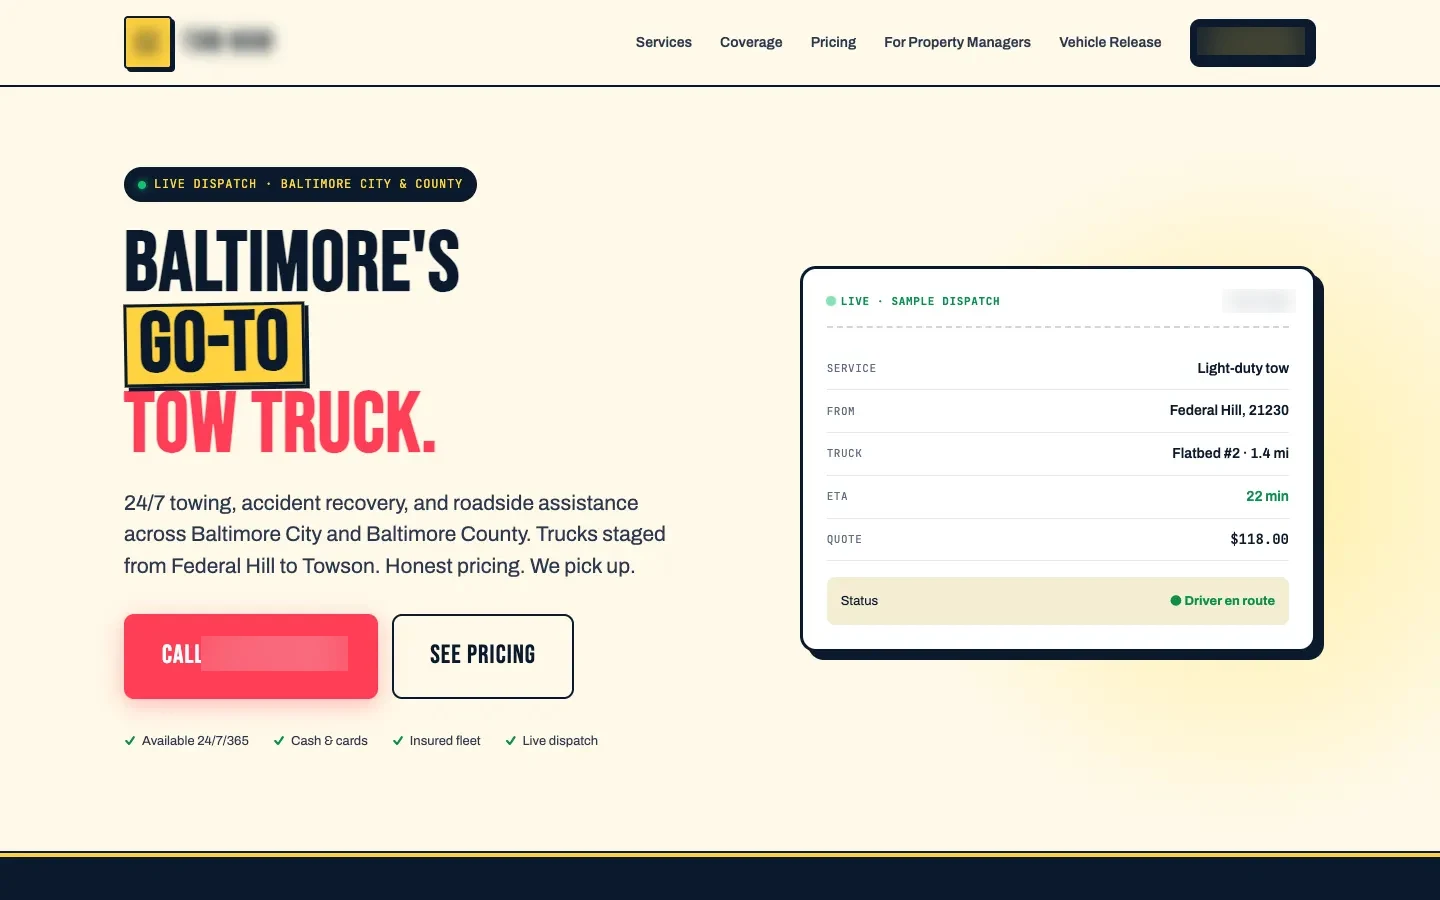 Services Coverage Pricing For Property Managers Vehicle Release
LIVE DISPATCH · BALTIMORE CITY & COUNTY
BALTIMORE'S
GO-TO
TOW TRUCK.
24/7 towing, accident recovery, and roadside assistance
across Baltimore City and Baltimore County. Trucks staged
from Federal Hill to Towson. Honest pricing. We pick up.
CALL
SEE PRICING
Available 24/7/365 Cash & cards Insured fleet Live dispatch
LIVE · SAMPLE DISPATCH
SERVICE Light-duty tow
FROM Federal Hill, 21230
TRUCK Flatbed #2 · 1.4 mi
ETA 22 min
QUOTE $118.00
Status Driver en route